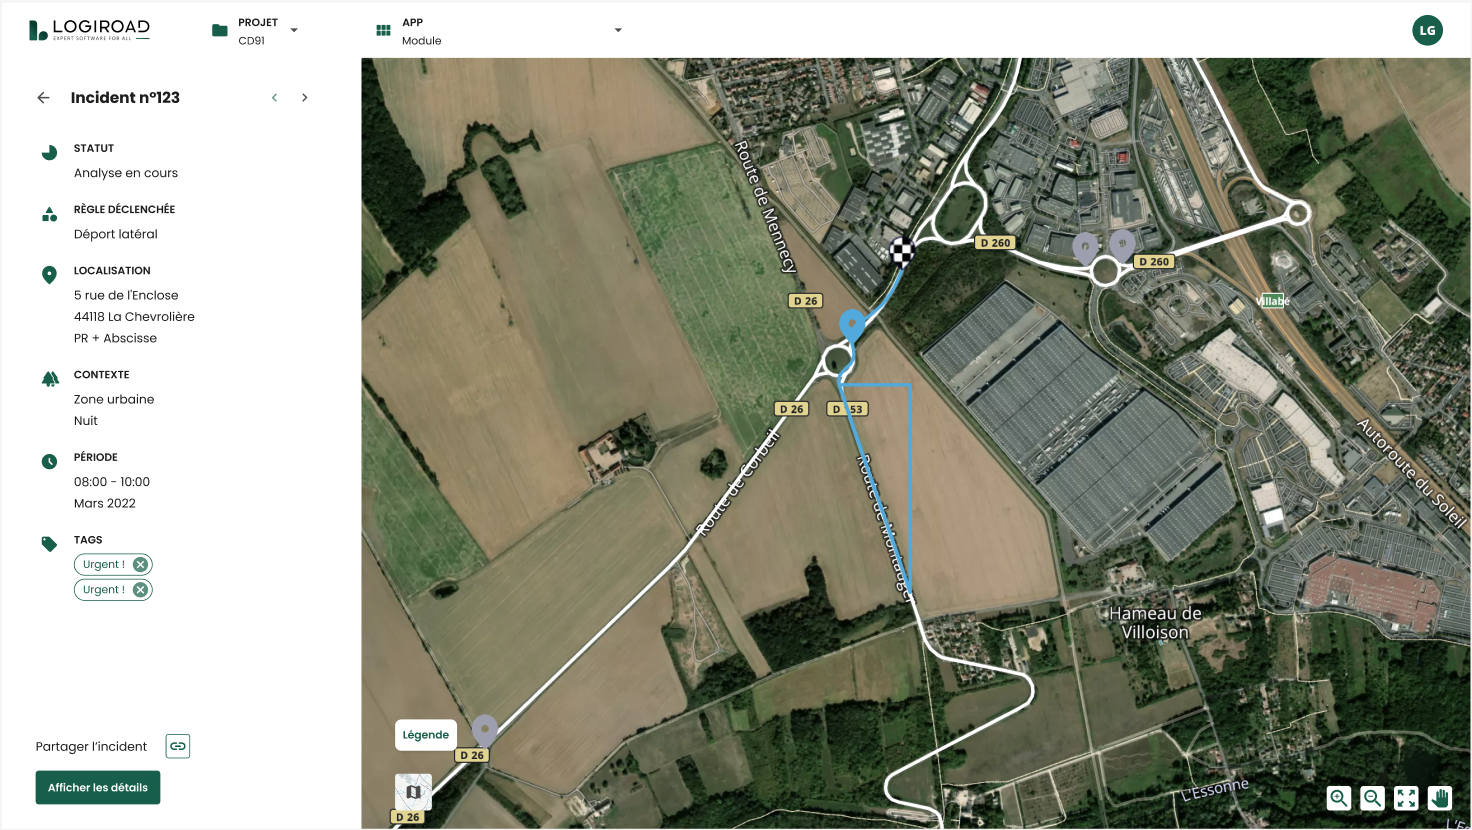 LOGIROAD
EXPERT SOFTWARE FOR ALL
PROJET
CD91
APP
Module
LG
Incident n°123
STATUT
Analyse en cours
RÈGLE DÉCLENCHÉE
Déport latéral
LOCALISATION
5 rue de l'Enclose
44118 La Chevrolière
PR + Abscisse
CONTEXTE
Zone urbaine
Nuit
PÉRIODE
08:00 - 10:00
Mars 2022
TAGS
Urgent !
Urgent !
Partager l'incident
Afficher les détails
Route de Mennecy
D 260
D 260
D 26
Villabé
D 26
D 53
Route de Corbeil
Route de Montauger
Autoroute du Soleil
Hameau de
Villoison
Légende
D 26
D 26
L'Essonne